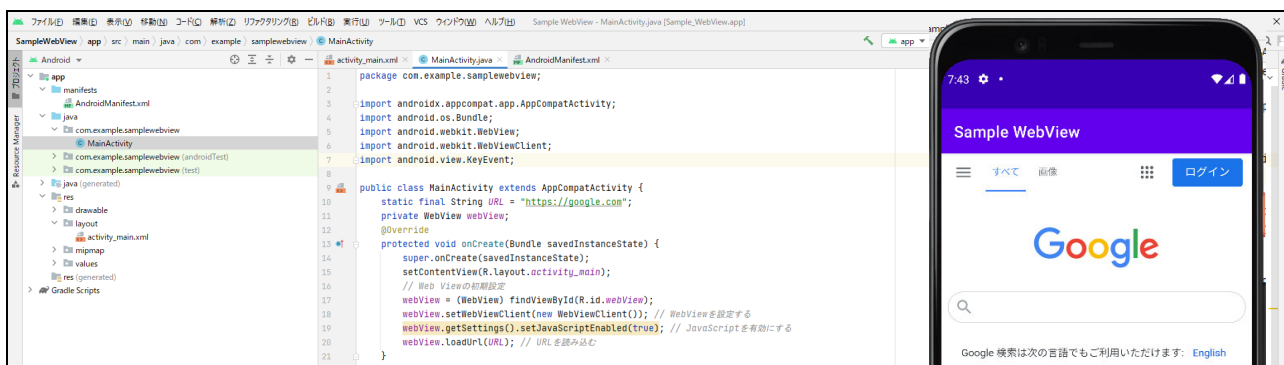 ファイル(F) 編集(E) 表示(V) 移動(N) コード(C) 解析(Z) リファクタリング(R) ビルド(B) 実行(U) ツール(T) VCS ウィンドウ(W) ヘルプ(H) Sample WebView - MainActivity.java [Sample_WebView.app]
SampleWebView app src main java com example samplewebview MainActivity
app
Android
activity_main.xml
MainActivity.java
AndroidManifest.xml
プロジェクト
Resource Manager
app
manifests
AndroidManifest.xml
java
com.example.samplewebview
MainActivity
com.example.samplewebview (androidTest)
com.example.samplewebview (test)
java (generated)
res
drawable
layout
activity_main.xml
mipmap
values
res (generated)
Gradle Scripts
1 package com.example.samplewebview;
2
3 import androidx.appcompat.app.AppCompatActivity;
4 import android.os.Bundle;
5 import android.webkit.WebView;
6 import android.webkit.WebViewClient;
7 import android.view.KeyEvent;
8
9 public class MainActivity extends AppCompatActivity {
10 static final String URL = "https://google.com";
11 private WebView webView;
12 @Override
13 protected void onCreate(Bundle savedInstanceState) {
14 super.onCreate(savedInstanceState);
15 setContentView(R.layout.activity_main);
16 // Web Viewの初期設定
17 webView = (WebView) findViewById(R.id.webView);
18 webView.setWebViewClient(new WebViewClient()); // WebViewを設定する
19 webView.getSettings().setJavaScriptEnabled(true); // JavaScriptを有効にする
20 webView.loadUrl(URL); // URLを読み込む
21 }
7:43
Sample WebView
すべて 画像 ログイン
Google
Google 検索は次の言語でもご利用いただけます: English